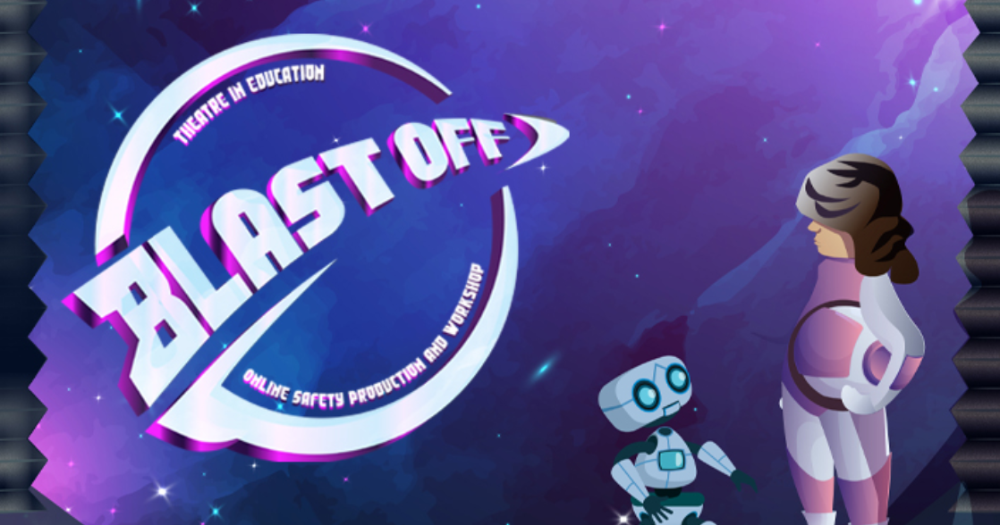 THEATRE IN EDUCATION
BLAST OFF
ONLINE SAFETY PRODUCTION AND WORKSHOP